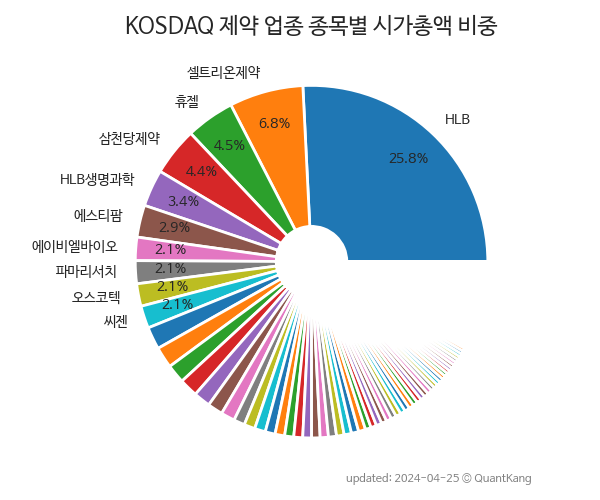 KOSDAQ 제약 업종 종목별 시가총액 비중
셀트리온제약
휴젤
HLB
6.8%
삼천당제약
4.5%
25.8%
4.4%
HLB생명과학
3.4%
에스티팜
2.9%
에이비엘바이오
2.1%
파마리서치
2.1%
오스코텍
2.1%
씨젠
2.1%
updated: 2024-04-25 © QuantKang